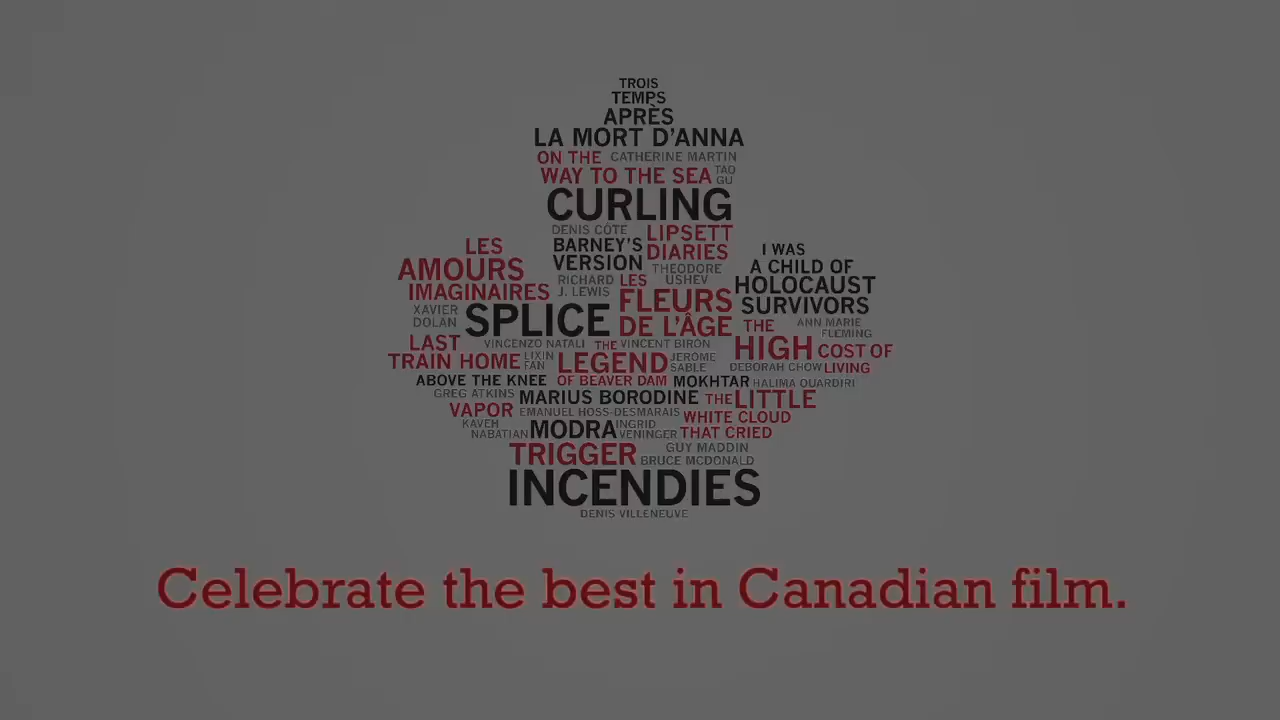 TROIS
TEMPS
APRÈS
LA MORT D'ANNA
ON THE CATHERINE MARTIN
WAY TO THE SEA TAO GU
CURLING
DENIS CÔTE
LIPSETT
DIARIES
THEODORE
USHEV
BARNEY'S
VERSION
RICHARD
J. LEWIS
LES
AMOURS
IMAGINAIRES
XAVIER
DOLAN
I WAS
A CHILD OF
HOLOCAUST
SURVIVORS
ANN MARIE
FLEMING
LES
FLEURS
DE L'ÂGE
VINCENT BIRON
SPLICE
VINCENZO NATALI
THE
HIGH COST OF
DEBORAH CHOW LIVING
LAST
TRAIN HOME
LIXIN
FAN
THE
LEGEND
OF BEAVER DAM
JEROME
SABLE
ABOVE THE KNEE
GREG ATKINS
MOKHTAR HALIMA OUARDIRI
MARIUS BORODINE
EMANUEL HOSS-DESMARAIS
THE LITTLE
WHITE CLOUD
THAT CRIED
GUY MADDIN
VAPOR
KAVEH
NABATIAN
MODRA
INGRID
VENINGER
TRIGGER
BRUCE MCDONALD
INCENDIES
DENIS VILLENEUVE
Celebrate the best in Canadian film.